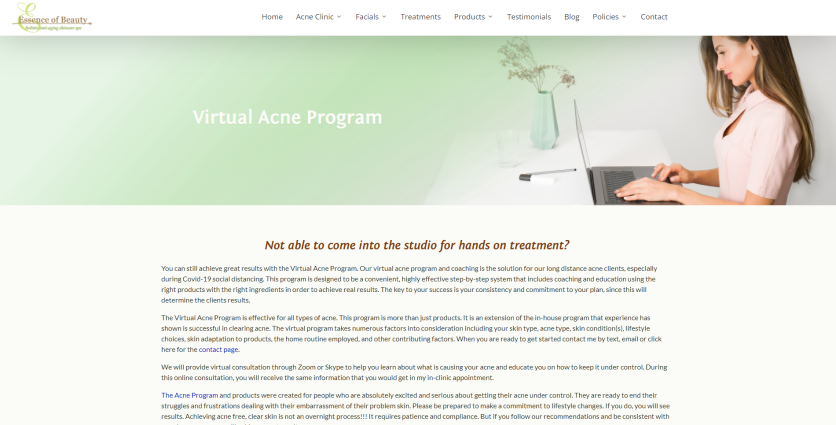 Essence of Beauty
Home Acne Clinic Facials Treatments Products Testimonials Blog Policies Contact
Virtual Acne Program
Not able to come into the studio for hands on treatment?
You can still achieve great results with the Virtual Acne Program. Our virtual acne program and coaching is the solution for our long distance acne clients, especially
during Covid-19 social distancing. This program is designed to be a convenient, highly effective step-by-step system that includes coaching and education using the
right products with the right ingredients in order to achieve real results. The key to your success is your consistency and commitment to your plan, since this will
determine the clients results.
The Virtual Acne Program is effective for all types of acne. This program is more than just products. It is an extension of the in-house program that experience has
shown is successful in clearing acne. The virtual program takes numerous factors into consideration including your skin type, acne type, skin condition(s), lifestyle
choices, skin adaptation to products, the home routine employed, and other contributing factors. When you are ready to get started contact me by text, email or click
here for the contact page.
We will provide virtual consultation through Zoom or Skype to help you learn about what is causing your acne and educate you on how to keep it under control. During
this online consultation, you will receive the same information that you would get in my in-clinic appointment.
The Acne Program and products were created for people who are absolutely excited and serious about getting their acne under control. They are ready to end their
struggles and frustrations dealing with their embarrassment of their problem skin. Please be prepared to make a commitment to lifestyle changes. If you do, you will see
results. Achieving acne free, clear skin is not an overnight process!!! It requires patience and compliance. But if you follow our recommendations and be consistent with